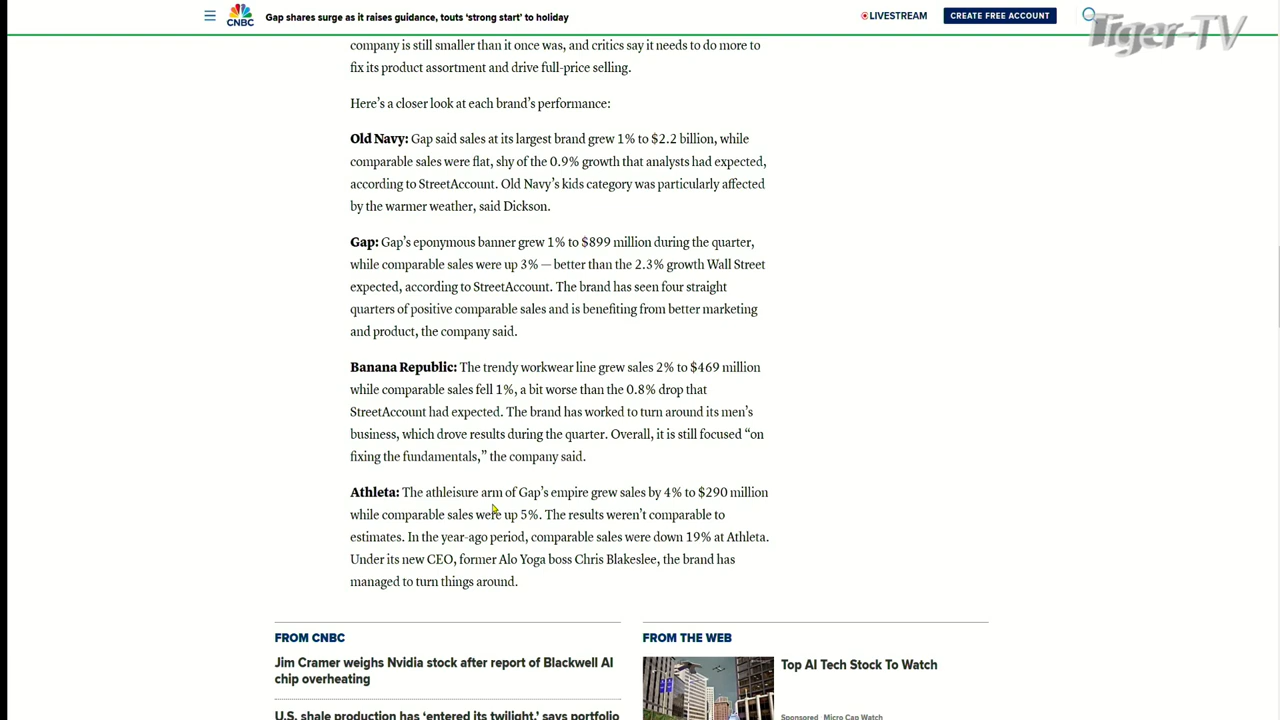 CNBC
Gap shares surge as it raises guidance, touts ‘strong start’ to holiday
LIVESTREAM
CREATE FREE ACCOUNT
Tiger-TV
company is still smaller than it once was, and critics say it needs to do more to
fix its product assortment and drive full-price selling.
Here’s a closer look at each brand’s performance:
Old Navy: Gap said sales at its largest brand grew 1% to $2.2 billion, while
comparable sales were flat, shy of the 0.9% growth that analysts had expected,
according to StreetAccount. Old Navy’s kids category was particularly affected
by the warmer weather, said Dickson.
Gap: Gap’s eponymous banner grew 1% to $899 million during the quarter,
while comparable sales were up 3% — better than the 2.3% growth Wall Street
expected, according to StreetAccount. The brand has seen four straight
quarters of positive comparable sales and is benefiting from better marketing
and product, the company said.
Banana Republic: The trendy workwear line grew sales 2% to $469 million
while comparable sales fell 1%, a bit worse than the 0.8% drop that
StreetAccount had expected. The brand has worked to turn around its men’s
business, which drove results during the quarter. Overall, it is still focused “on
fixing the fundamentals,” the company said.
Athleta: The athleisure arm of Gap’s empire grew sales by 4% to $290 million
while comparable sales were up 5%. The results weren’t comparable to
estimates. In the year-ago period, comparable sales were down 19% at Athleta.
Under its new CEO, former Alo Yoga boss Chris Blakeslee, the brand has
managed to turn things around.
FROM CNBC
Jim Cramer weighs Nvidia stock after report of Blackwell AI
chip overheating
U.S. shale production has ‘entered its twilight,’ says portfolio
FROM THE WEB
Top AI Tech Stock To Watch
Sponsored Micro Cap Watch